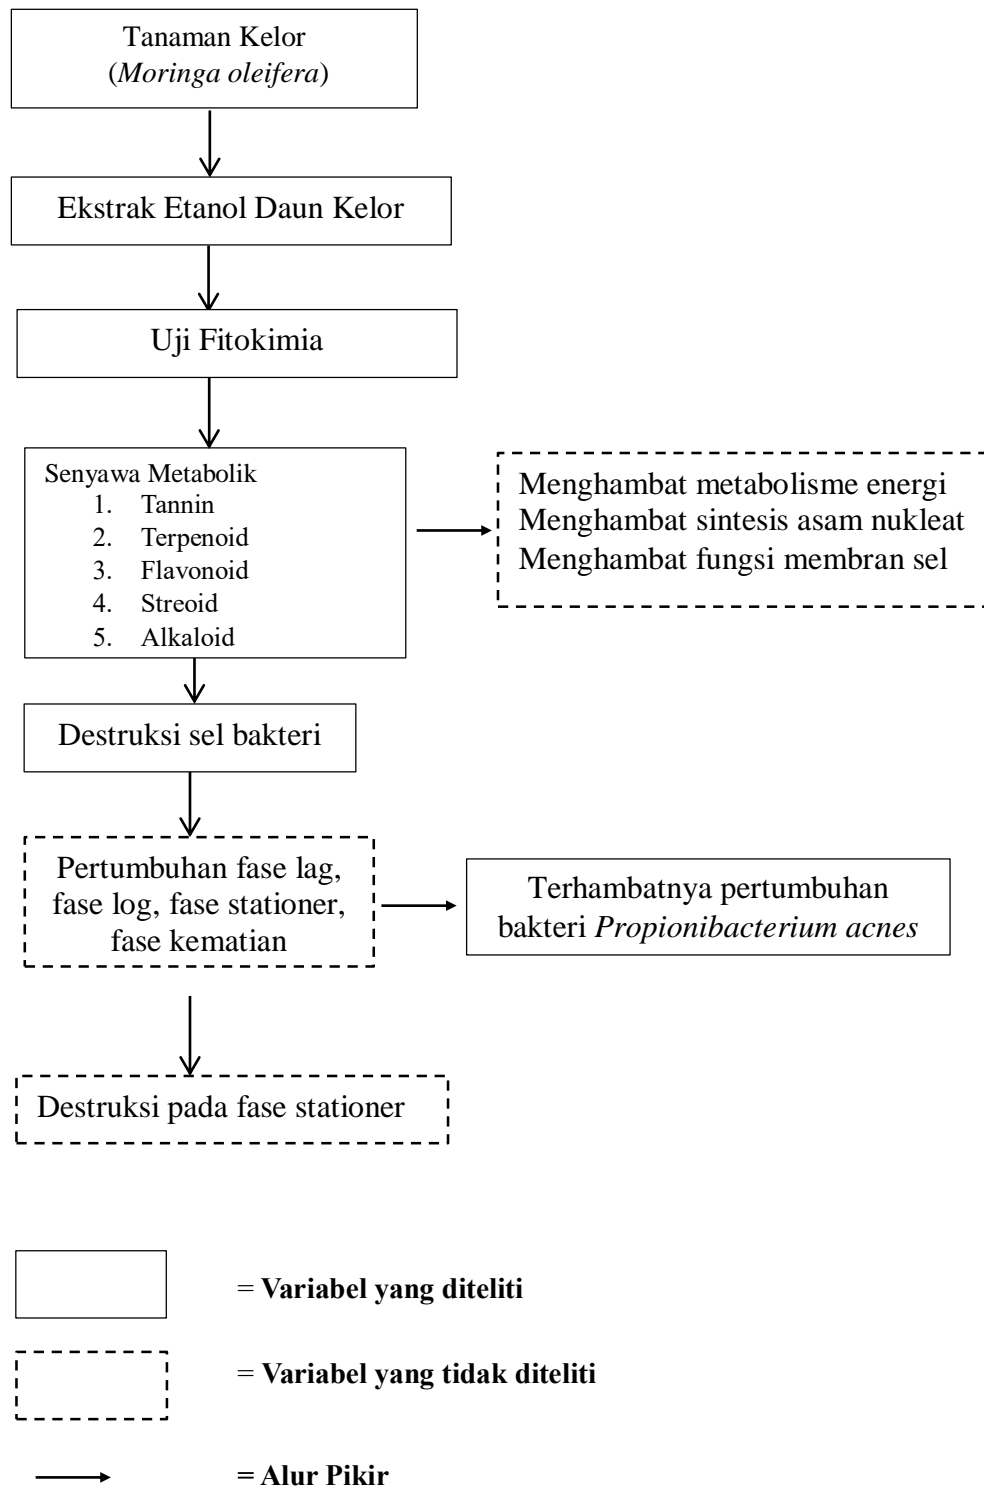 Tanaman Kelor
(Moringa oleifera)
Ekstrak Etanol Daun Kelor
Uji Fitokimia
Senyawa Metabolik
1. Tannin
2. Terpenoid
3. Flavonoid
4. Streoid
5. Alkaloid
Menghambat metabolisme energi
Menghambat sintesis asam nukleat
Menghambat fungsi membran sel
Destruksi sel bakteri
Pertumbuhan fase lag,
fase log, fase stationer,
fase kematian
Terhambatnya pertumbuhan
bakteri Propionibacterium acnes
Destruksi pada fase stationer
= Variabel yang diteliti
= Variabel yang tidak diteliti
= Alur Pikir